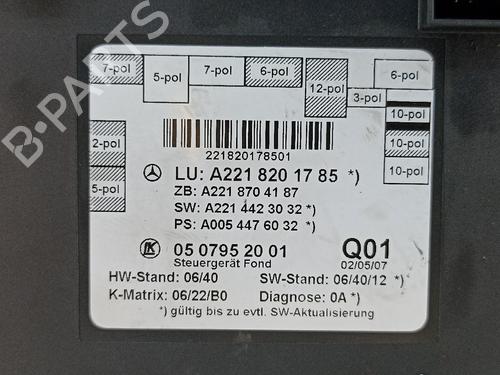 7-pol
5-pol
7-pol
6-pol
12-pol
3-pol
6-pol
10-pol
10-pol
10-pol
2-pol
5-pol
221820178501
LU: A221 820 17 85 *)
ZB: A221 870 41 87
SW: A221 442 30 32 *)
PS: A005 447 60 32 *)
LK 05 0795 20 01
Steuergerät Fond
Q01
02/05/07
HW-Stand: 06/40 SW-Stand: 06/40/12 *)
K-Matrix: 06/22/B0 Diagnose: 0A *)
*) gültig bis zu evtl. SW-Aktualisierung
B-PARTS